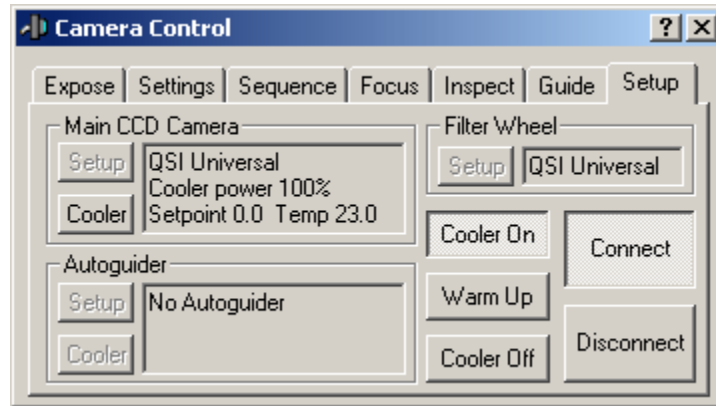 Camera Control
?
X
Expose Settings Sequence Focus Inspect Guide Setup
Main CCD Camera
Setup
QSI Universal
Cooler power 100%
Cooler
Setpoint 0.0 Temp 23.0
Filter Wheel
Setup
QSI Universal
Autoguider
Setup
No Autoguider
Cooler
Cooler On
Connect
Warm Up
Cooler Off
Disconnect